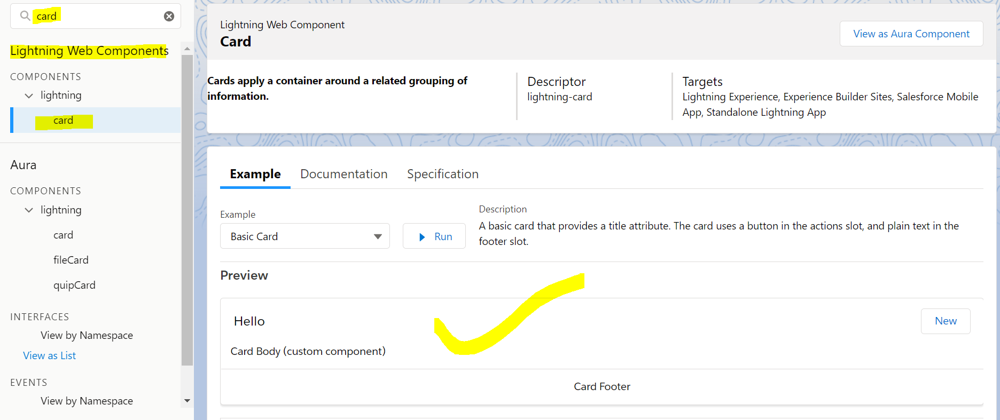 card
Lightning Web Components
COMPONENTS
lightning
card
Aura
COMPONENTS
lightning
card
fileCard
quipCard
INTERFACES
View by Namespace
View as List
EVENTS
View by Namespace
Lightning Web Component
Card
View as Aura Component
Cards apply a container around a related grouping of
information.
Descriptor
lightning-card
Targets
Lightning Experience, Experience Builder Sites, Salesforce Mobile
App, Standalone Lightning App
Example Documentation Specification
Example
Basic Card
Run
Description
A basic card that provides a title attribute. The card uses a button in the actions slot, and plain text in the
footer slot.
Preview
Hello
New
Card Body (custom component)
Card Footer